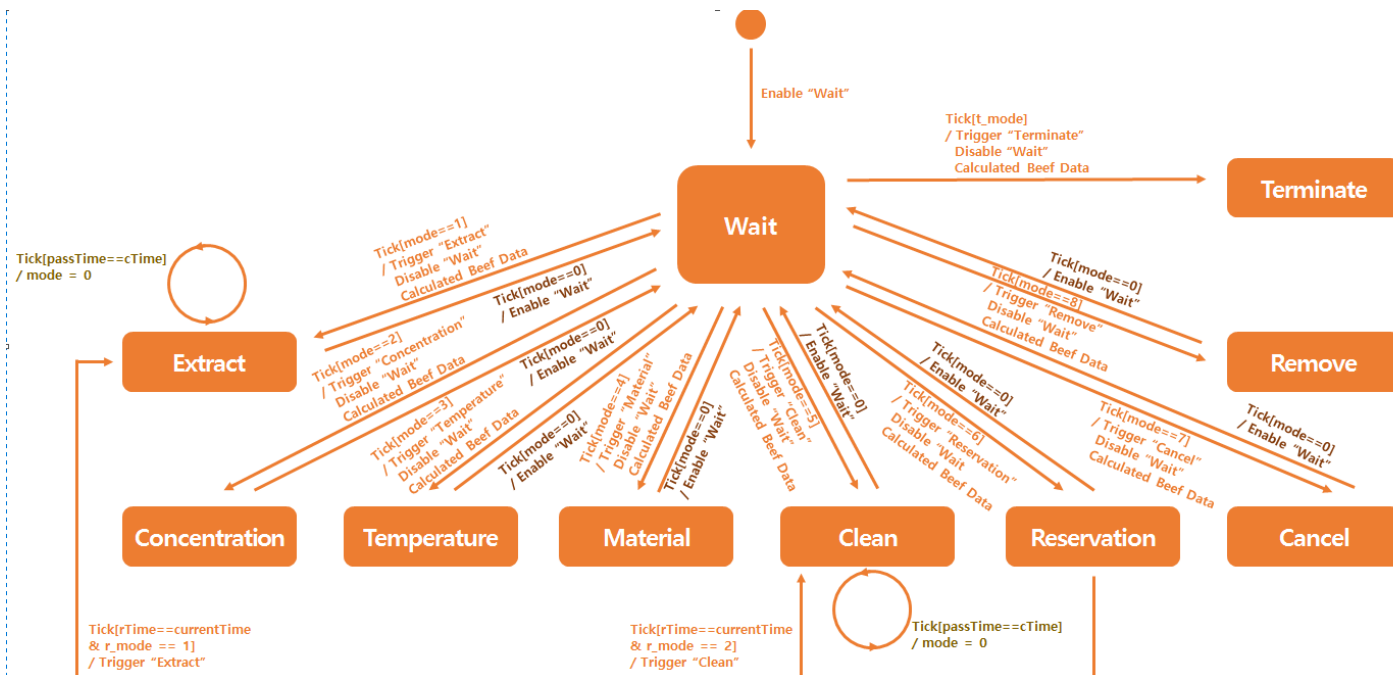 Enable “Wait”
Tick[t_mode]
/ Trigger “Terminate”
Disable “Wait”
Calculated Beef Data
Terminate
Wait
Tick[passTime==cTime]
/ mode = 0
Extract
Tick[mode==1]
/ Trigger “Extract”
Disable “Wait”
Calculated Beef Data
Tick[mode==0]
/ Enable “Wait”
Tick[mode==2]
/ Trigger “Concentration”
Disable “Wait”
Calculated Beef Data
Tick[mode==0]
/ Enable “Wait”
Tick[mode==3]
/ Trigger “Temperature”
Disable “Wait”
Calculated Beef Data
Tick[mode==0]
/ Enable “Wait”
Tick[mode==4]
/ Trigger “Material”
Disable “Wait”
Calculated Beef Data
Tick[mode==0]
/ Enable “Wait”
Tick[mode==5]
/ Trigger “Clean”
Disable “Wait”
Calculated Beef Data
Tick[mode==0]
/ Enable “Wait”
Tick[mode==6]
/ Trigger “Reservation”
Disable “Wait
Calculated Beef Data
Tick[mode==0]
/ Enable “Wait”
Tick[mode==7]
/ Trigger “Cancel”
Disable “Wait”
Calculated Beef Data
Tick[mode==0]
/ Enable “Wait”
Tick[mode==8]
/ Trigger “Remove”
Disable “Wait”
Calculated Beef Data
Tick[mode==0]
/ Enable “Wait”
Remove
Concentration
Temperature
Material
Clean
Reservation
Cancel
Tick[rTime==currentTime
& r_mode == 1]
/ Trigger “Extract”
Tick[rTime==currentTime
& r_mode == 2]
/ Trigger “Clean”
Tick[passTime==cTime]
/ mode = 0